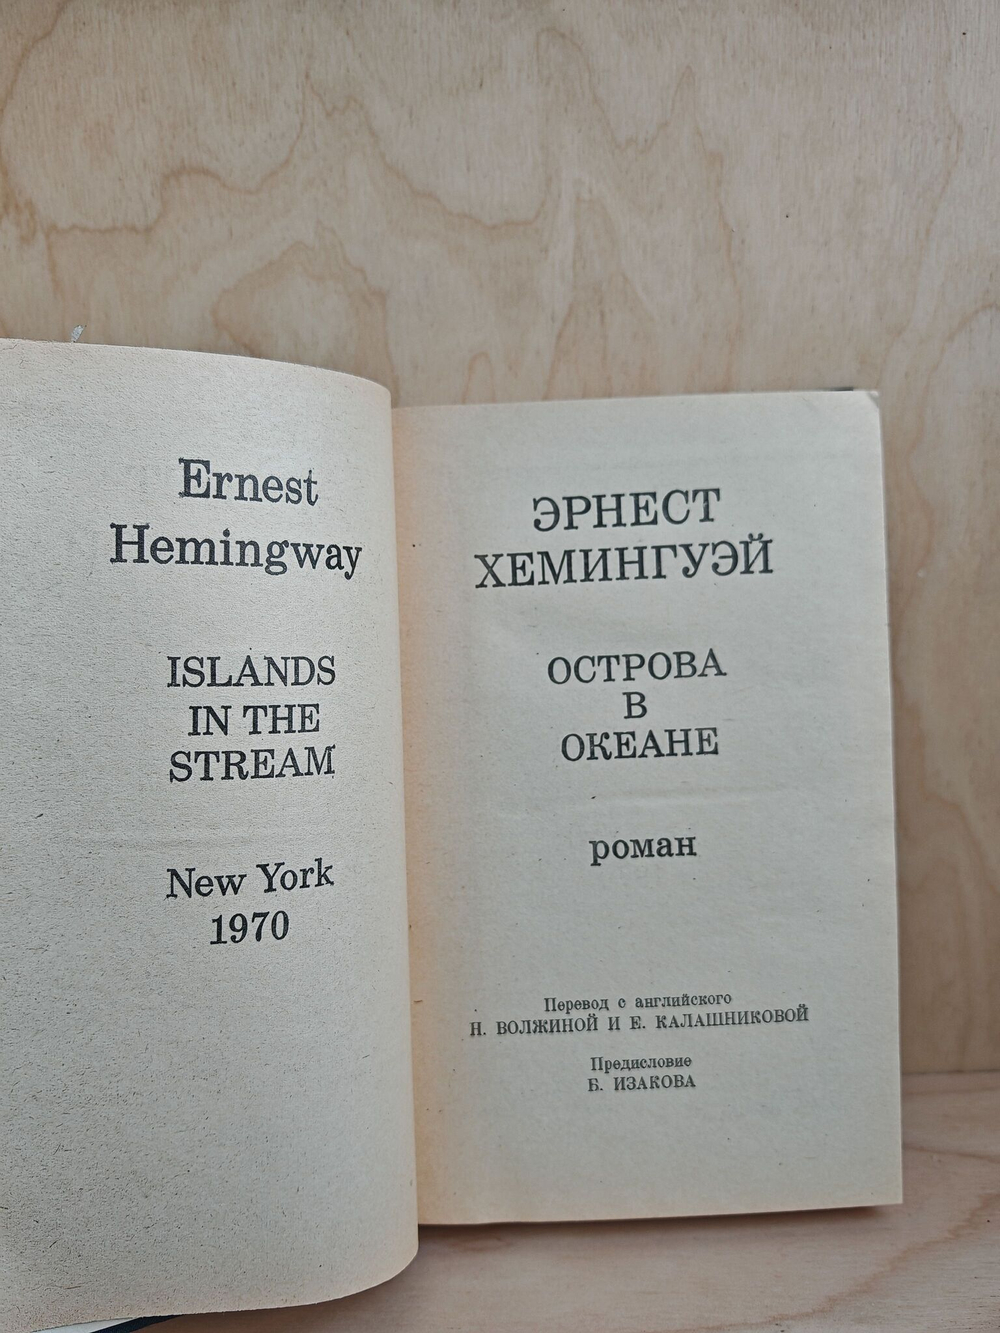 Ernest
Hemingway
ISLANDS
IN THE
STREAM
New York
1970
ЭРНЕСТ
ХЕМИНГУЭЙ
ОСТРОВА
В
ОКЕАНЕ
роман
Перевод с английского
Н. ВОЛЖИНОЙ И Е. КАЛАШНИКОВОЙ
Предисловие
Б. ИЗАКОВА